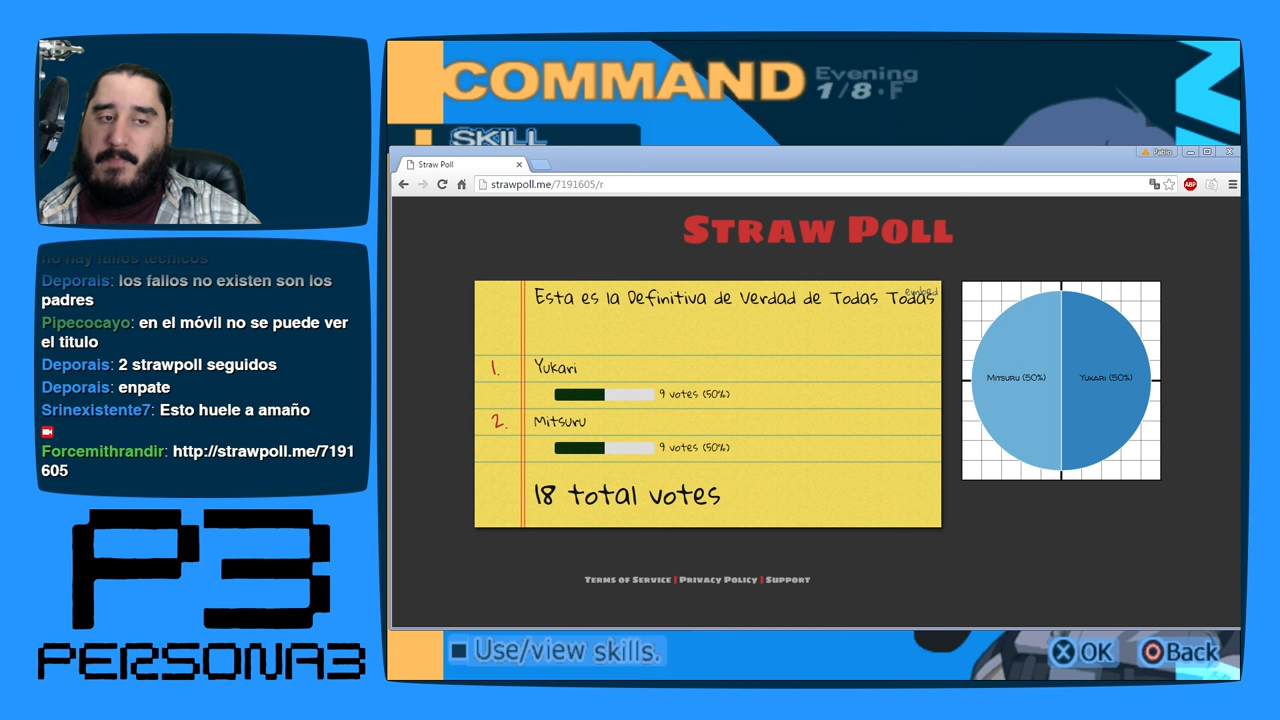 COMMAND
Evening
1/8·F
SKILL
no hay fallos tecnicos
Deporais: los fallos no existen son los
padres
Pipecocayo: en el móvil no se puede ver
el titulo
Deporais: 2 strawpoll seguidos
Deporais: enpate
Srinexistente7: Esto huele a amaño
Forcemithrandir: http://strawpoll.me/7191
605
P3
PERSONA3
Straw Poll
Pablo
strawpoll.me/7191605/r
ABP
STRAW POLL
embed
Esta es la Definitiva de Verdad de Todas Todas
1. Yukari
9 votes (50%)
2. Mitsuru
9 votes (50%)
18 total votes
Mitsuru (50%)
Yukari (50%)
Terms of Service | Privacy Policy | Support
Use/view skills.
OK
Back